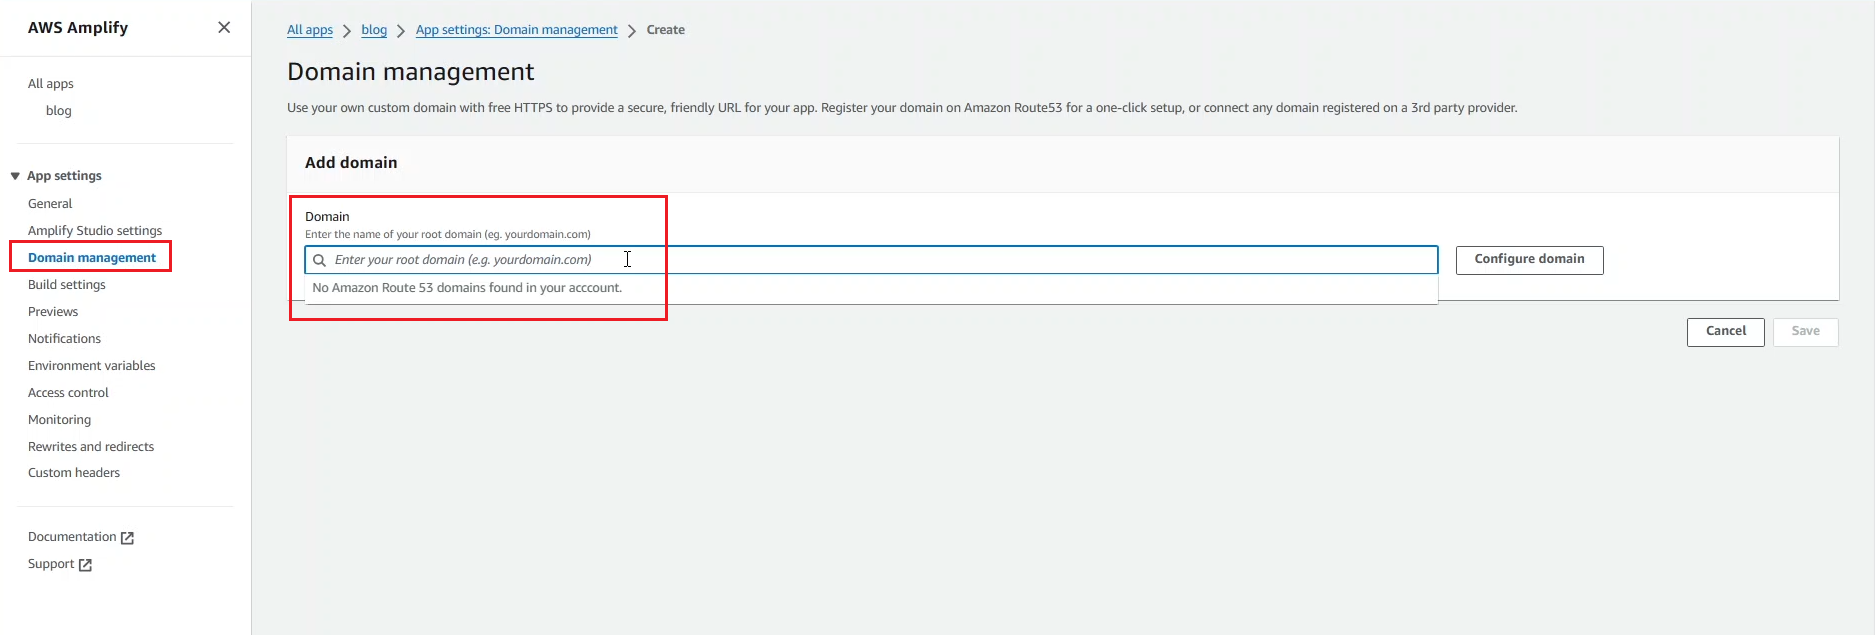 AWS Amplify
All apps
blog
App settings
General
Amplify Studio settings
Domain management
Build settings
Previews
Notifications
Environment variables
Access control
Monitoring
Rewrites and redirects
Custom headers
Documentation
Support
All apps > blog > App settings: Domain management > Create
Domain management
Use your own custom domain with free HTTPS to provide a secure, friendly URL for your app. Register your domain on Amazon Route53 for a one-click setup, or connect any domain registered on a 3rd party provider.
Add domain
Domain
Enter the name of your root domain (eg. yourdomain.com)
Enter your root domain (e.g. yourdomain.com)
Configure domain
No Amazon Route 53 domains found in your acccount.
Cancel
Save